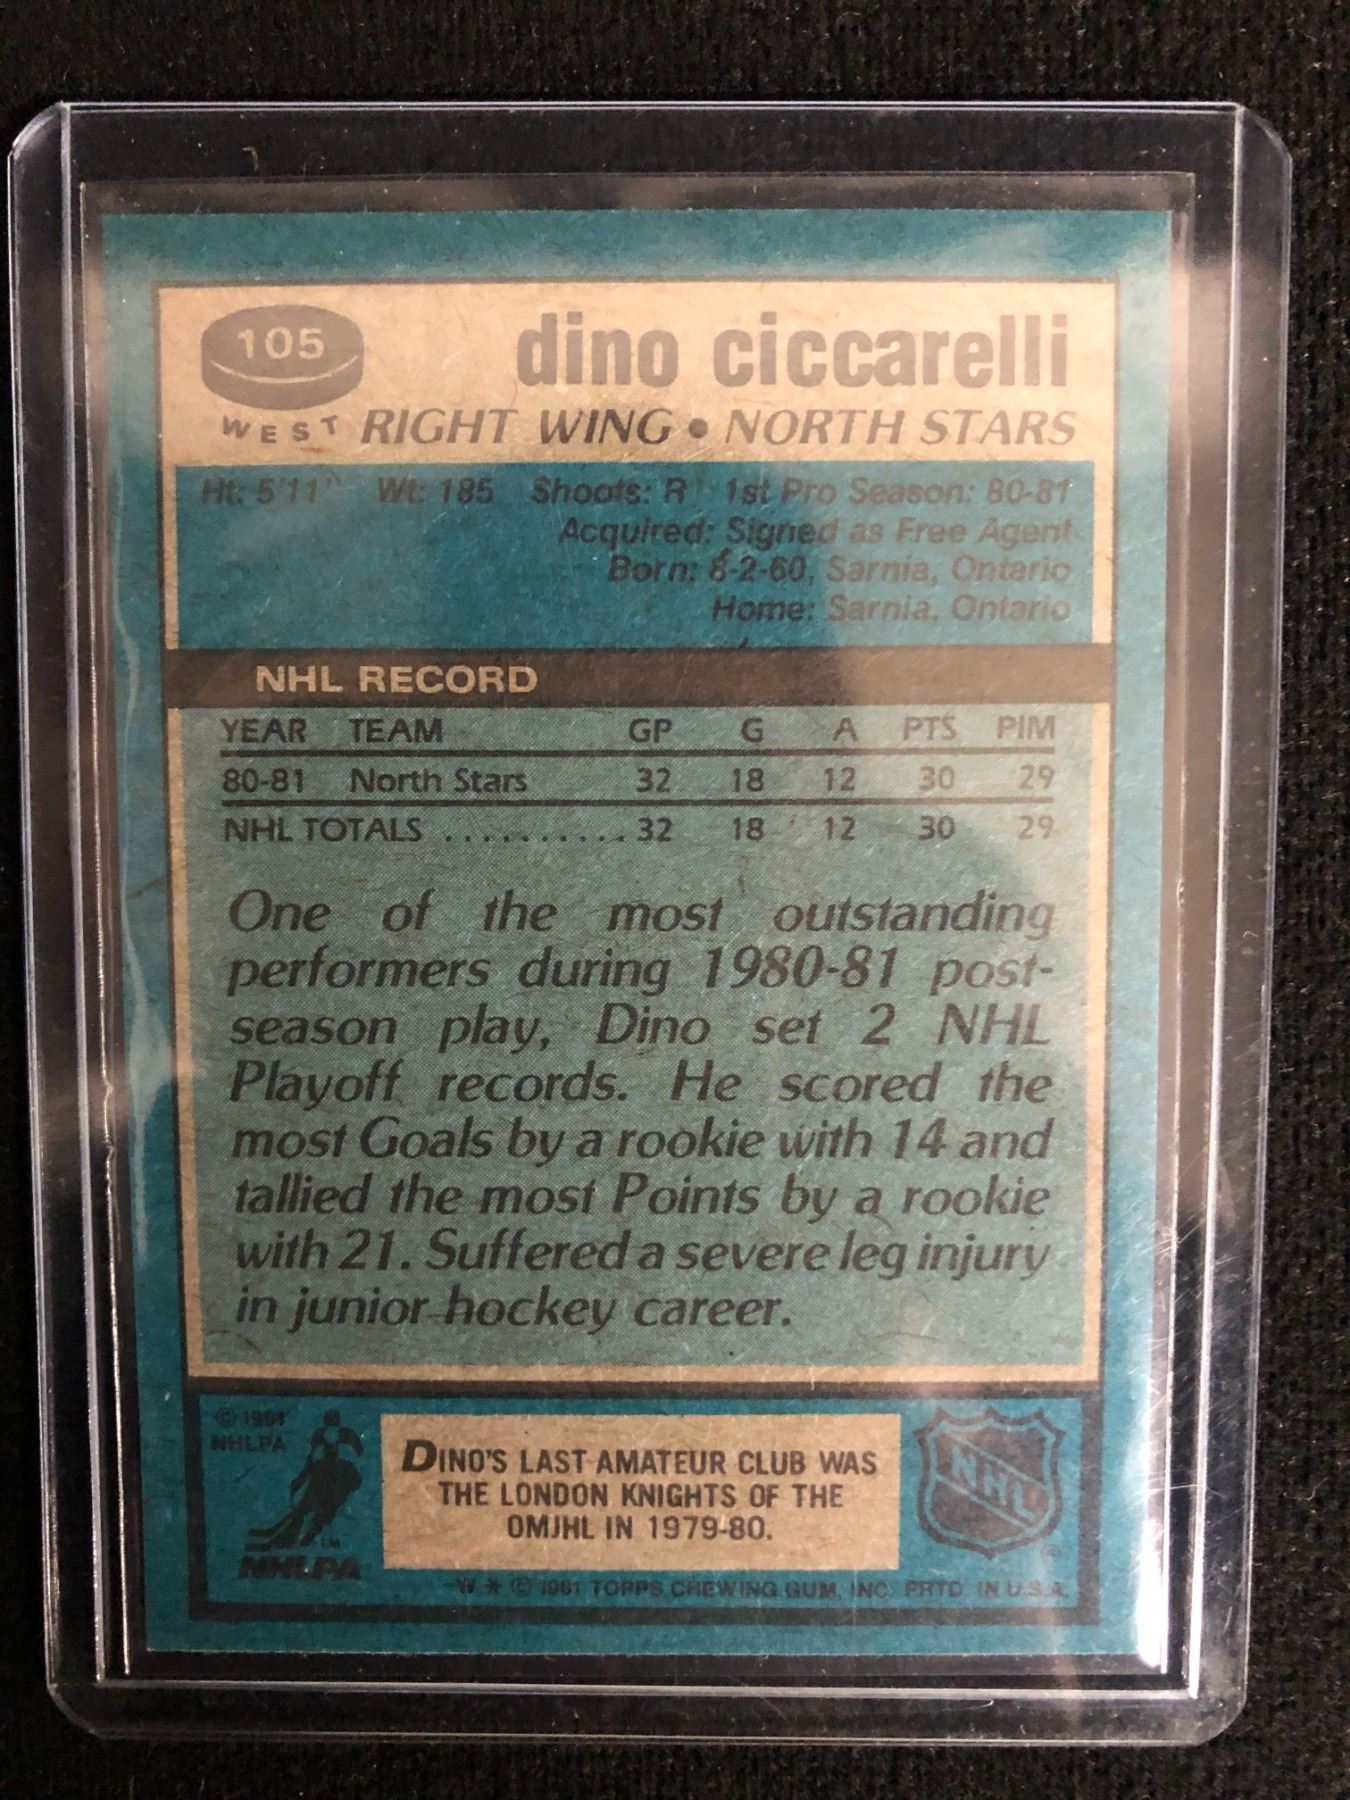 105
dino ciccarelli
WEST RIGHT WING • NORTH STARS
Ht: 5'11" Wt: 185 Shoots: R 1st Pro Season: 80-81
Acquired: Signed as Free Agent
Born: 8-2-60, Sarnia, Ontario
Home: Sarnia, Ontario
NHL RECORD
YEAR TEAM GP G A PTS PIM
80-81 North Stars 32 18 12 30 29
NHL TOTALS .......... 32 18 12 30 29
One of the most outstanding
performers during 1980-81 post-
season play, Dino set 2 NHL
Playoff records. He scored the
most Goals by a rookie with 14 and
tallied the most Points by a rookie
with 21. Suffered a severe leg injury
in junior hockey career.
© 1981
NHLPA
TM
NHLPA
DINO'S LAST AMATEUR CLUB WAS
THE LONDON KNIGHTS OF THE
OMJHL IN 1979-80.
NHL
®
W * © 1981 TOPPS CHEWING GUM, INC. PRTD. IN U.S.A.